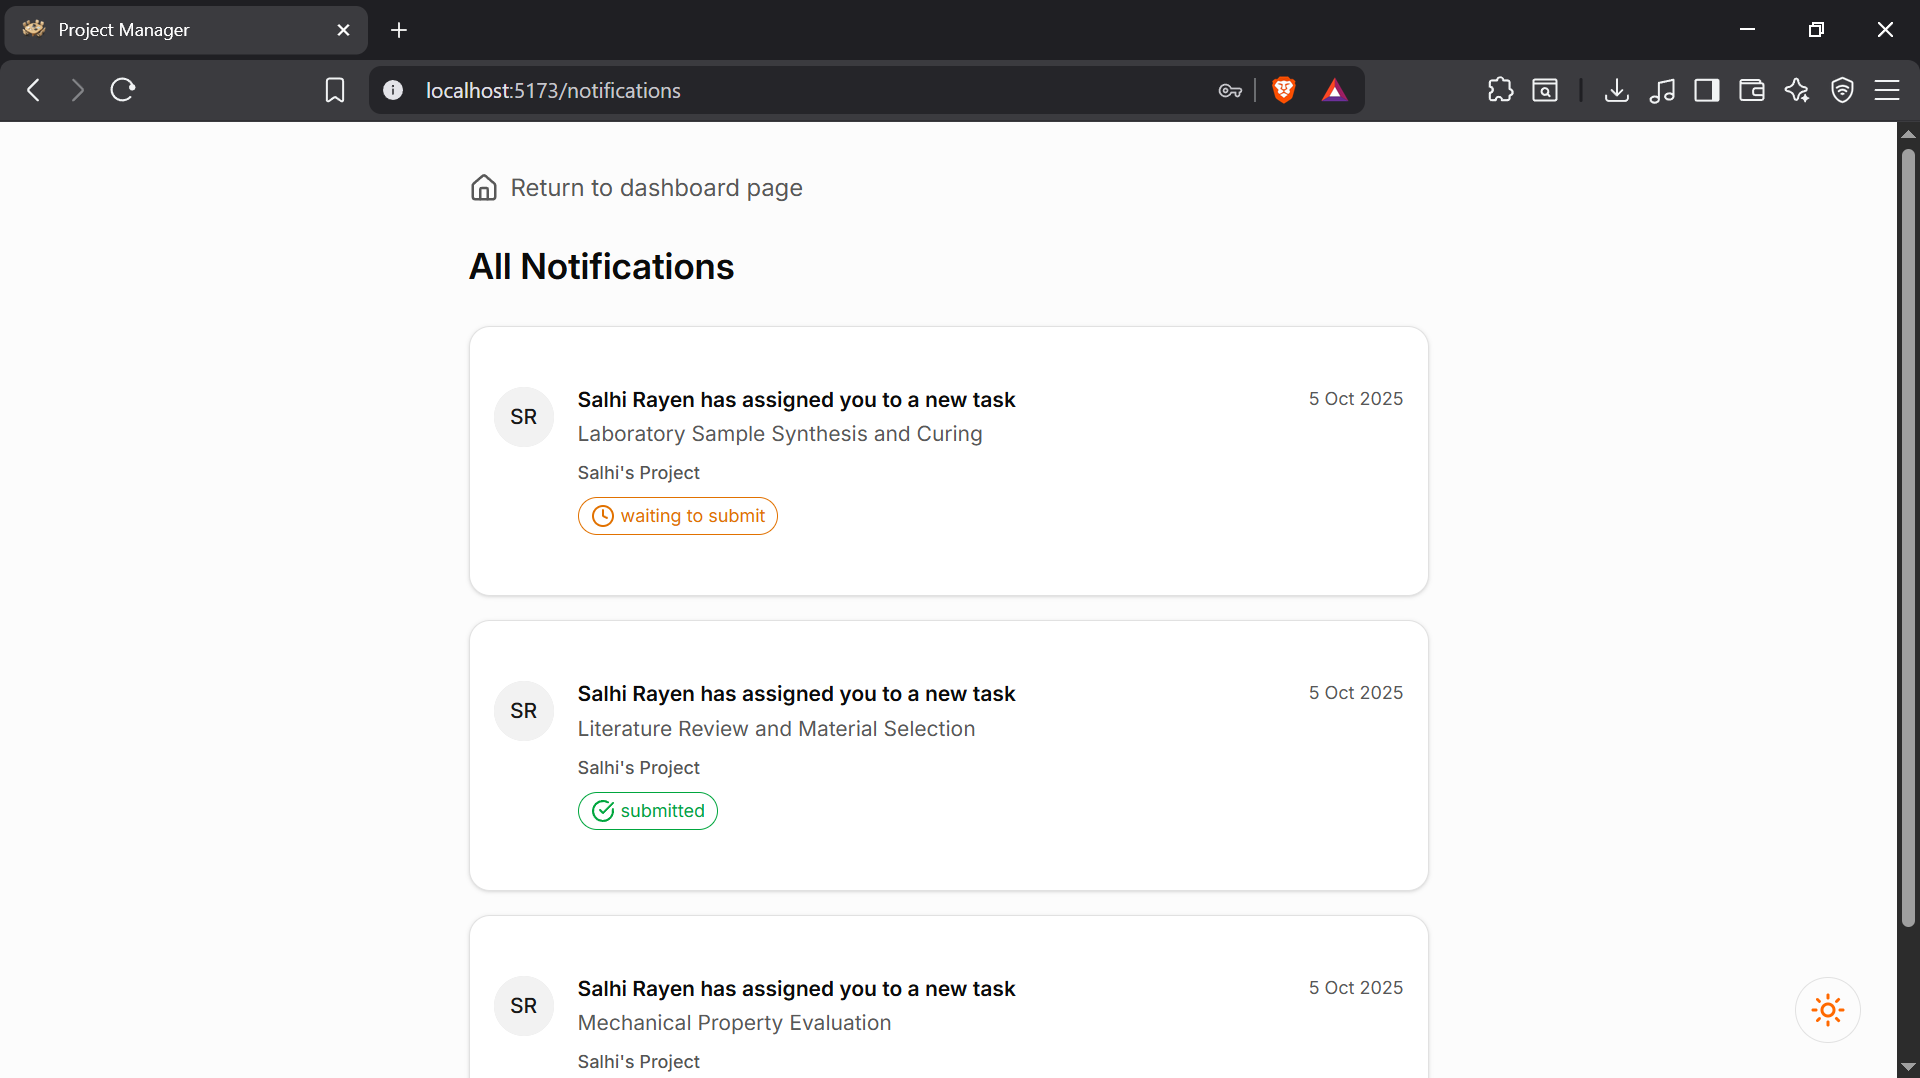 Project Manager
localhost:5173/notifications
Return to dashboard page
All Notifications
SR
Salhi Rayen has assigned you to a new task
5 Oct 2025
Laboratory Sample Synthesis and Curing
Salhi's Project
waiting to submit
SR
Salhi Rayen has assigned you to a new task
5 Oct 2025
Literature Review and Material Selection
Salhi's Project
submitted
SR
Salhi Rayen has assigned you to a new task
5 Oct 2025
Mechanical Property Evaluation
Salhi's Project